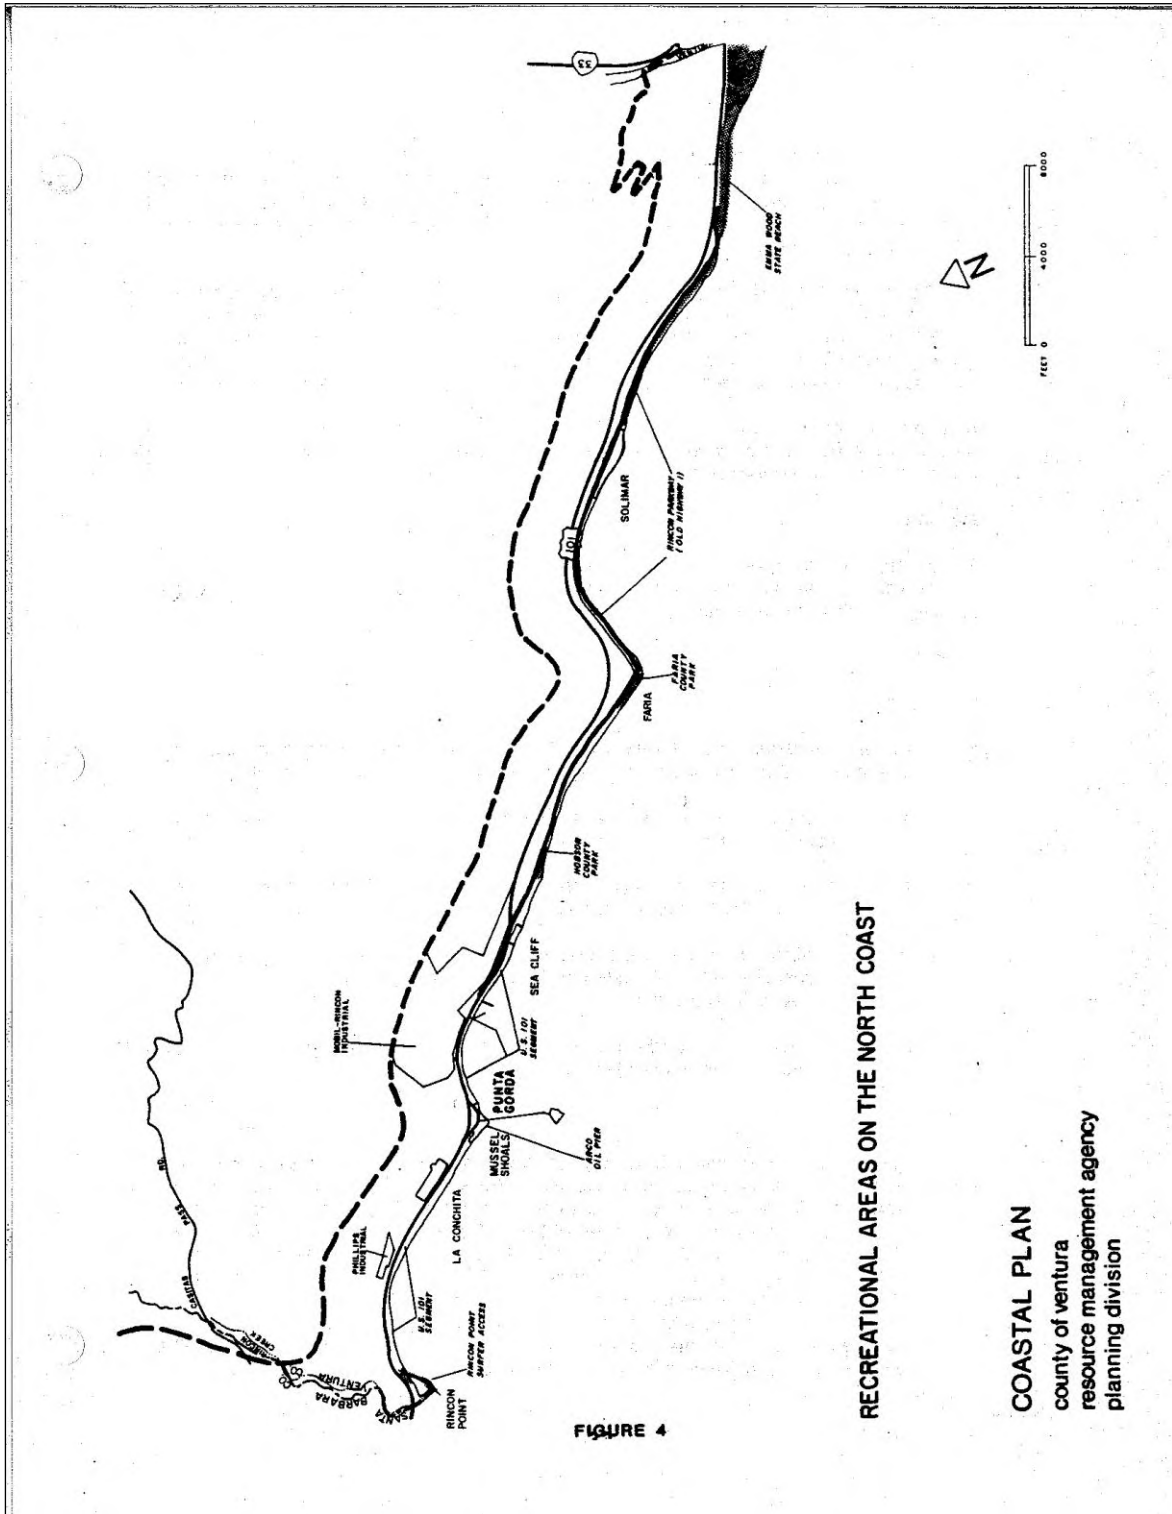 33
VENTURA
EMMA WOOD
STATE BEACH
N
FEET 0 4000 8000
SOLIMAR
101
RINCON PARKWAY
(OLD HIGHWAY 1)
FARIA
COUNTY
PARK
FARIA
HOBSON
COUNTY
PARK
SEA CLIFF
MOBIL-RINCON
INDUSTRIAL
U.S. 101
SEGMENT
PUNTA
GORDA
MUSSEL
SHOALS
ARCO
OIL PIER
LA CONCHITA
PHILLIPS
INDUSTRIAL
U.S. 101
SEGMENT
RINCON POINT
SURFER ACCESS
RINCON
POINT
CASITAS PASS RD.
RINCON
CREEK
VENTURA
BARBARA
FIGURE 4
RECREATIONAL AREAS ON THE NORTH COAST
COASTAL PLAN
county of ventura
resource management agency
planning division